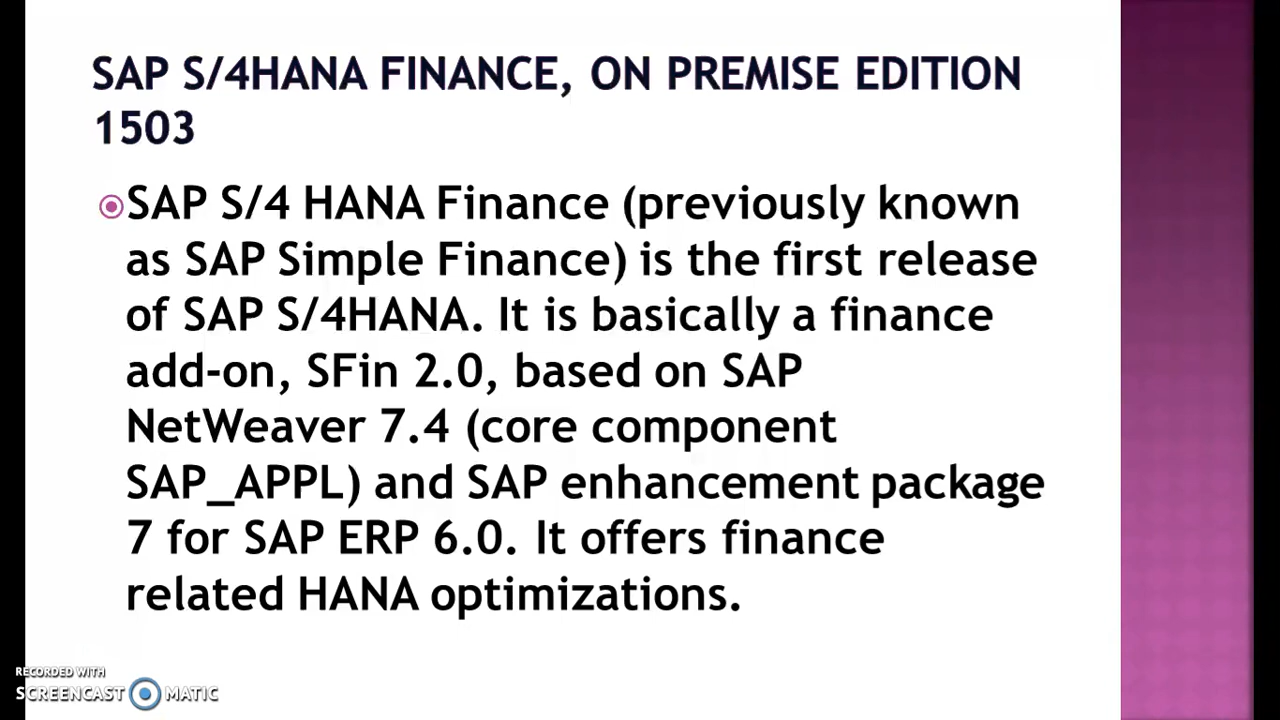 SAP S/4HANA FINANCE, ON PREMISE EDITION
1503
SAP S/4 HANA Finance (previously known
as SAP Simple Finance) is the first release
of SAP S/4HANA. It is basically a finance
add-on, SFin 2.0, based on SAP
NetWeaver 7.4 (core component
SAP_APPL) and SAP enhancement package
7 for SAP ERP 6.0. It offers finance
related HANA optimizations.
RECORDED WITH
SCREENCAST MATIC